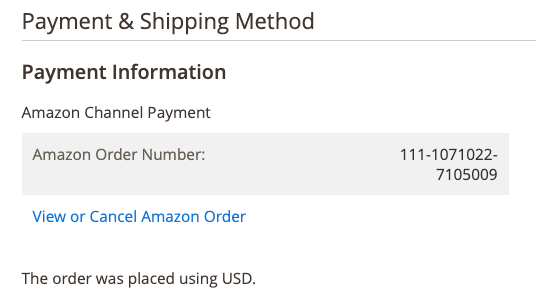 Payment & Shipping Method
Payment Information
Amazon Channel Payment
Amazon Order Number:
111-1071022-
7105009
View or Cancel Amazon Order
The order was placed using USD.